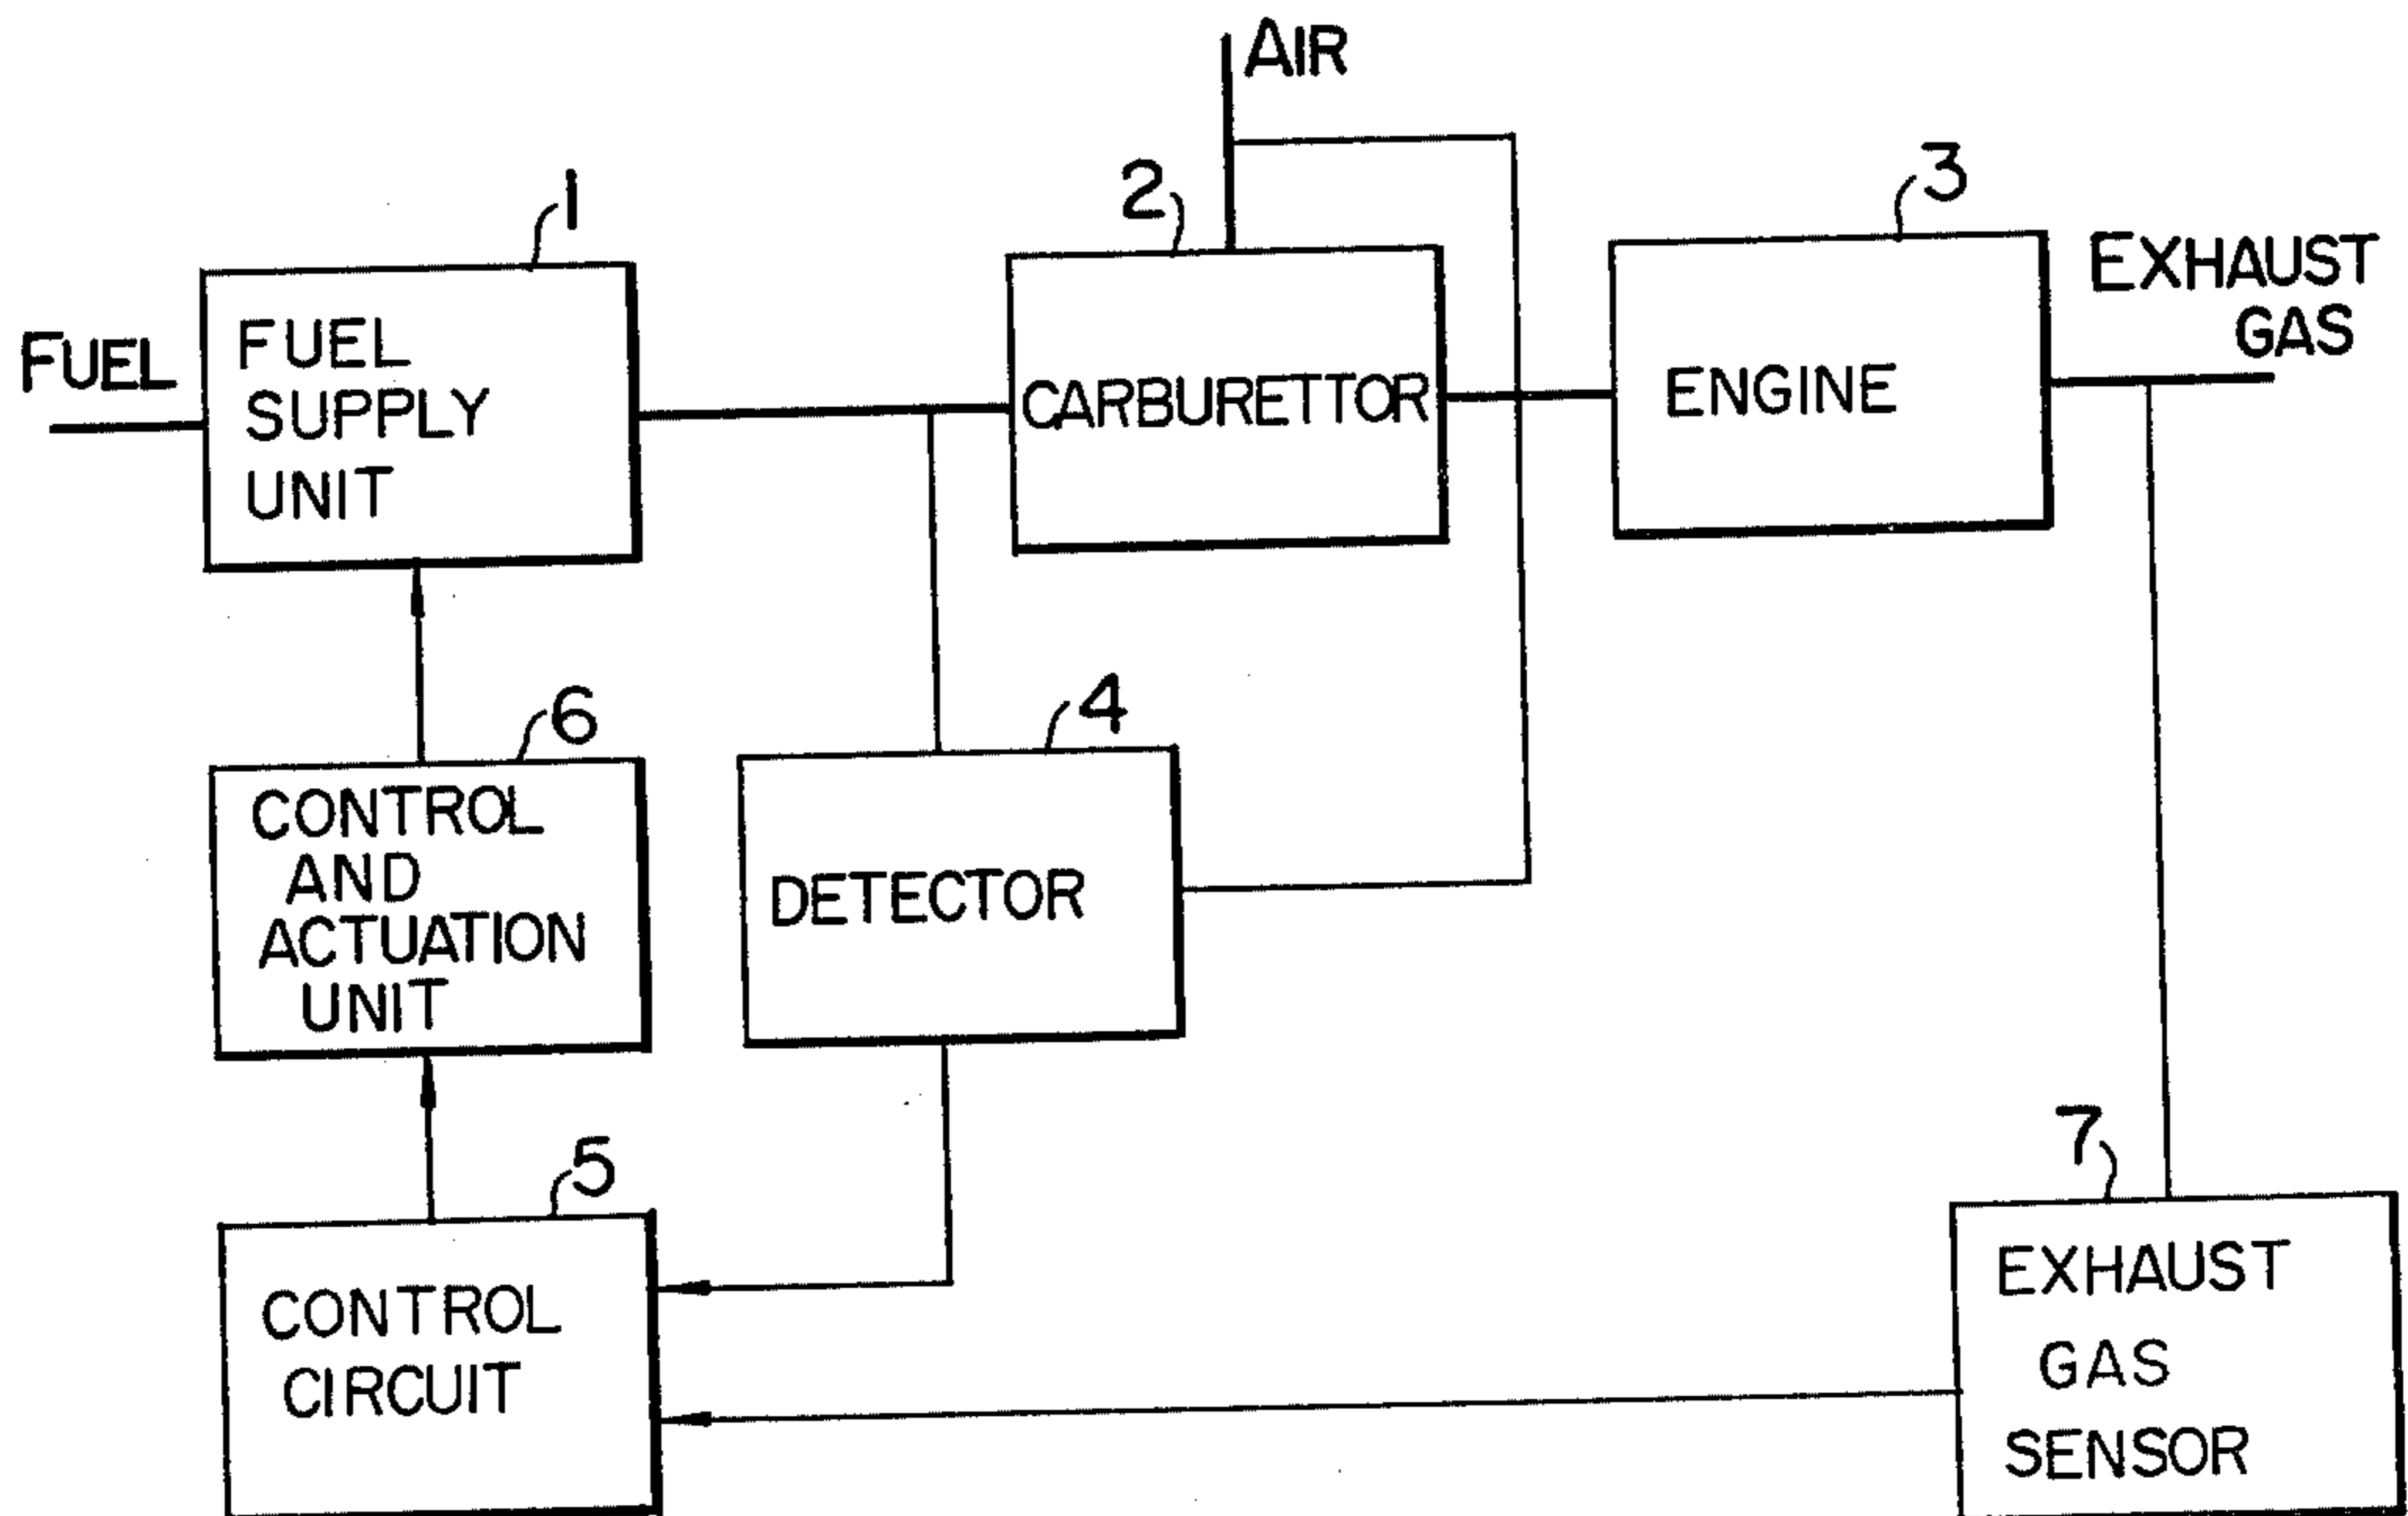 AIR
1
2
3
FUEL
FUEL
SUPPLY
UNIT
CARBURETTOR
ENGINE
EXHAUST
GAS
6
4
CONTROL
AND
ACTUATION
UNIT
DETECTOR
5
7
CONTROL
CIRCUIT
EXHAUST
GAS
SENSOR